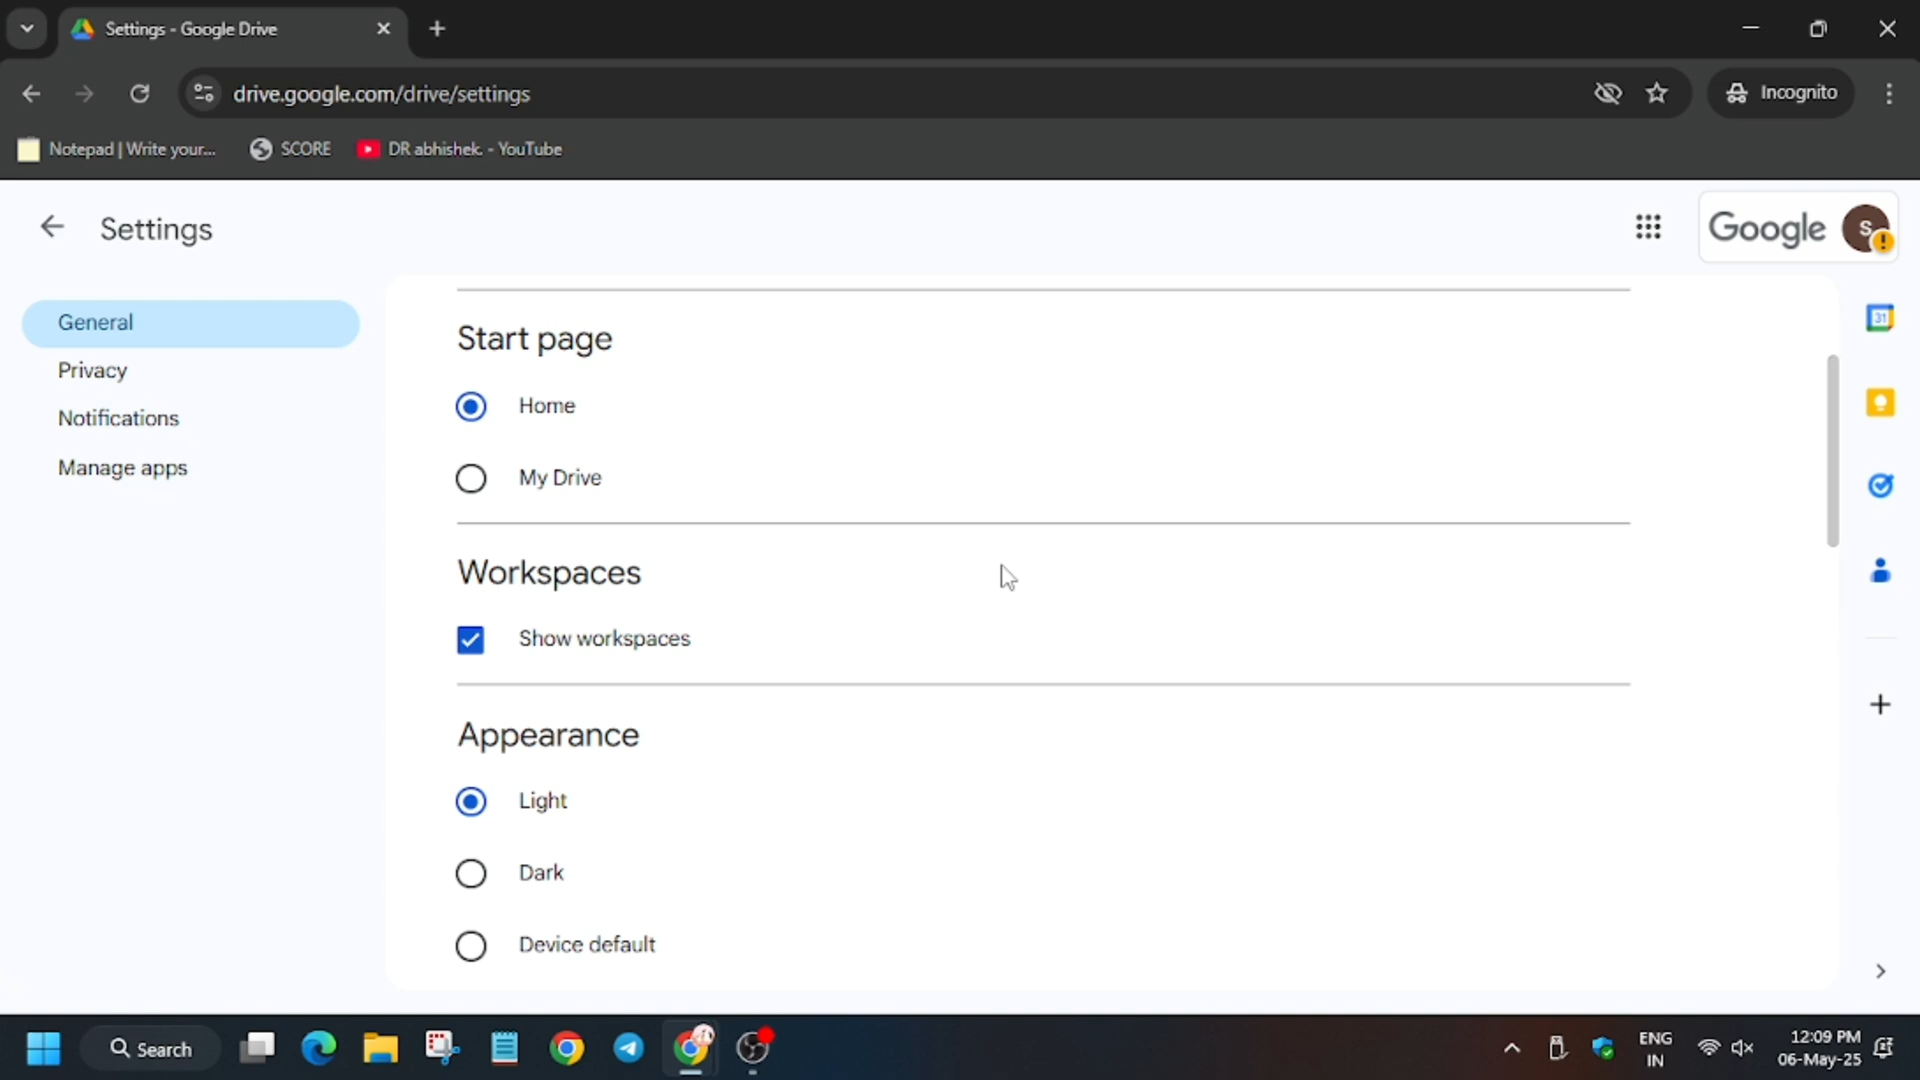 Settings - Google Drive
drive.google.com/drive/settings
Incognito
Notepad | Write your...
SCORE
DR abhishek. - YouTube
Settings
Google
S
31
General
Privacy
Notifications
Manage apps
Start page
Home
My Drive
Workspaces
Show workspaces
Appearance
Light
Dark
Device default
Search
ENG
IN
12:09 PM
06-May-25